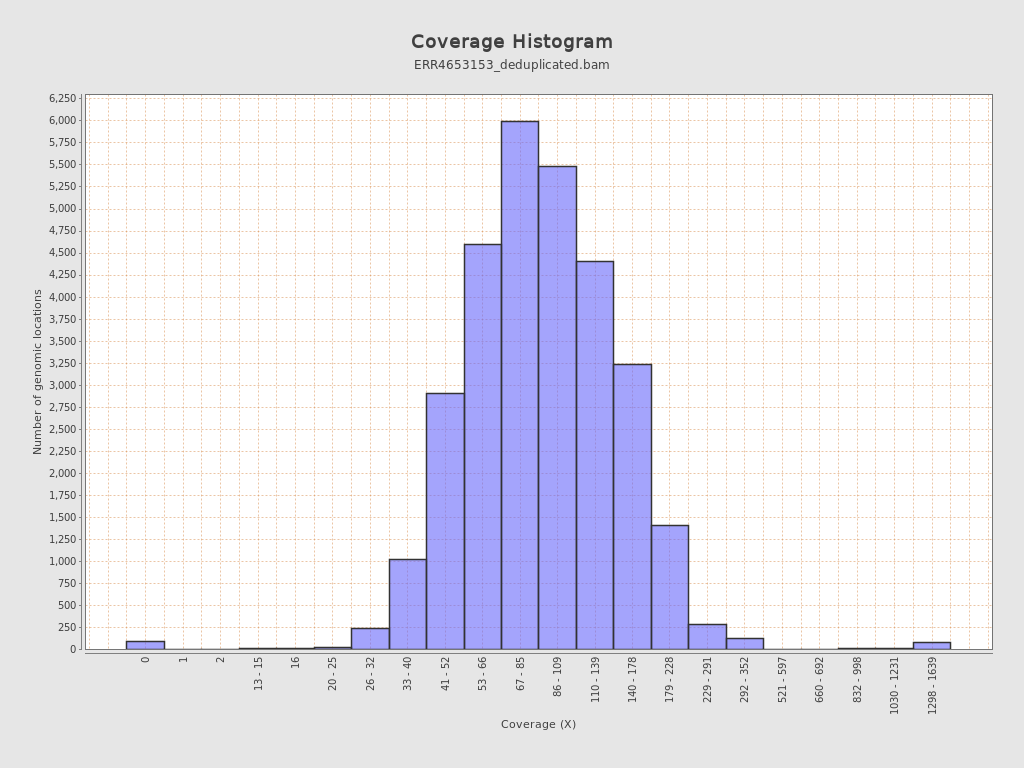 Coverage Histogram
ERR4653153_deduplicated.bam
Number of genomic locations
6,250
6,000
5,750
5,500
5,250
5,000
4,750
4,500
4,250
4,000
3,750
3,500
3,250
3,000
2,750
2,500
2,250
2,000
1,750
1,500
1,250
1,000
750
500
250
0
0
1
2
13 - 15
16
20 - 25
26 - 32
33 - 40
41 - 52
53 - 66
67 - 85
86 - 109
110 - 139
140 - 178
179 - 228
229 - 291
292 - 352
521 - 597
660 - 692
832 - 998
1030 - 1231
1298 - 1639
Coverage (X)